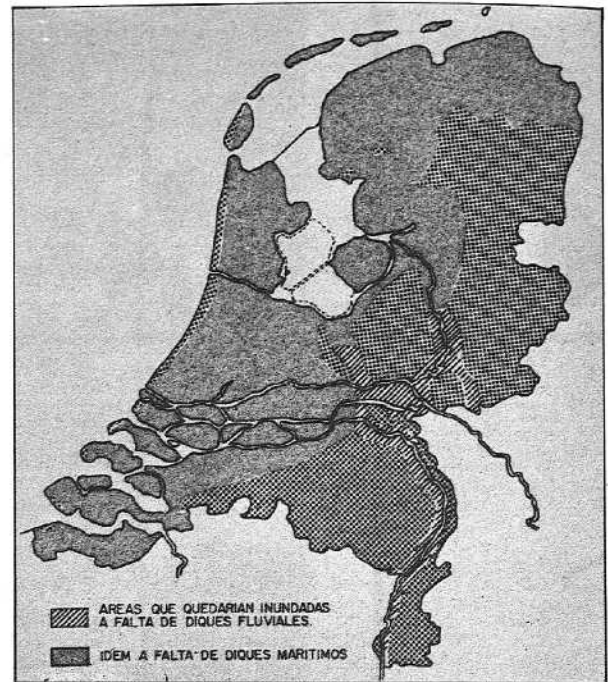 AREAS QUE QUEDARIAN INUNDADAS
A FALTA DE DIQUES FLUVIALES.
IDEM A FALTA DE DIQUES MARITIMOS